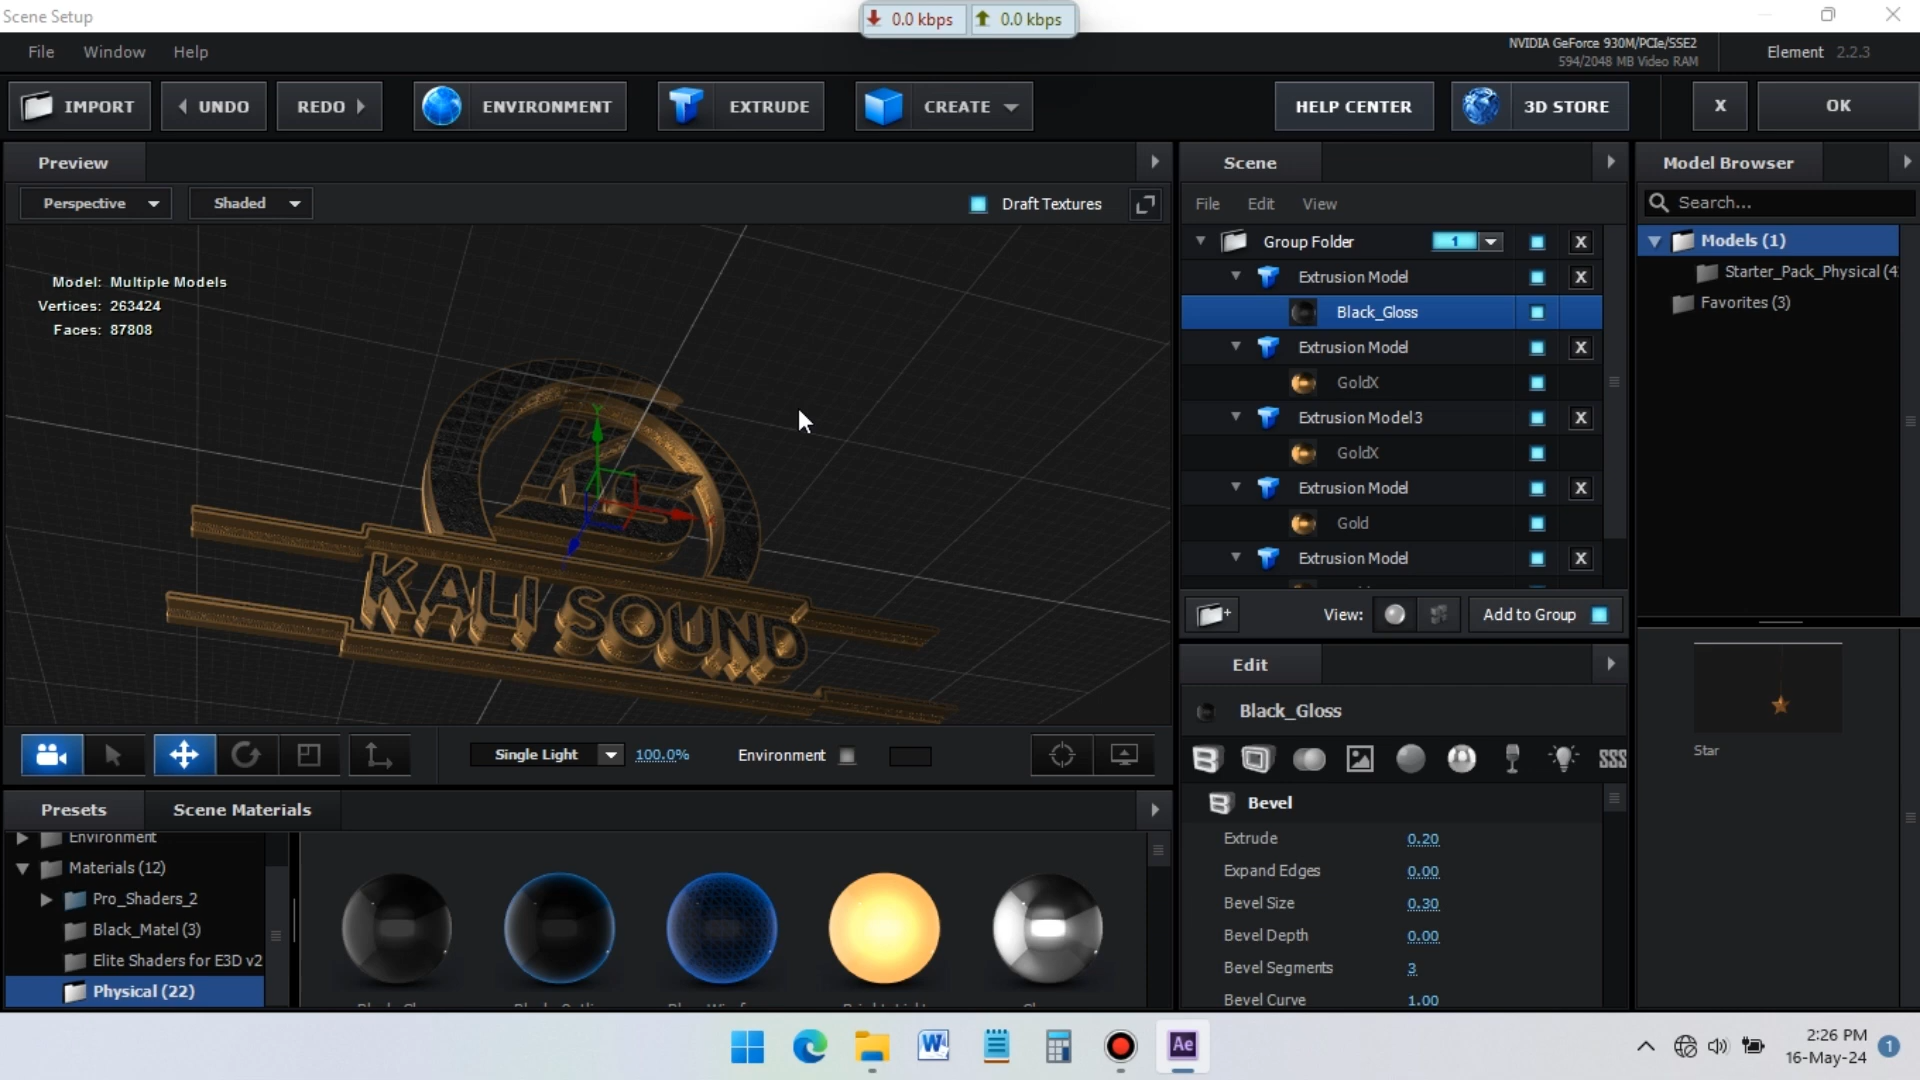 Scene Setup
0.0 kbps
0.0 kbps
File
Window
Help
NVIDIA GeForce 930M/PCIe/SSE2
594/2048 MB Video RAM
Element 2.2.3
IMPORT
UNDO
REDO
ENVIRONMENT
EXTRUDE
CREATE
HELP CENTER
3D STORE
X
OK
Preview
Perspective
Shaded
Draft Textures
Model: Multiple Models
Vertices: 263424
Faces: 87808
KALI SOUND
Single Light
100.0%
Environment
Presets
Scene Materials
Environment
Materials (12)
Pro_Shaders_2
Black_Matel (3)
Elite Shaders for E3D v2
Physical (22)
Scene
File
Edit
View
Group Folder
1
X
Extrusion Model
X
Black_Gloss
Extrusion Model
X
GoldX
Extrusion Model3
X
GoldX
Extrusion Model
X
Gold
Extrusion Model
X
View:
Add to Group
Edit
Black_Gloss
Bevel
Extrude 0.20
Expand Edges 0.00
Bevel Size 0.30
Bevel Depth 0.00
Bevel Segments 3
Bevel Curve 1.00
Model Browser
Search...
Models (1)
Starter_Pack_Physical (4
Favorites (3)
Star
W
Ae
2:26 PM
16-May-24
1